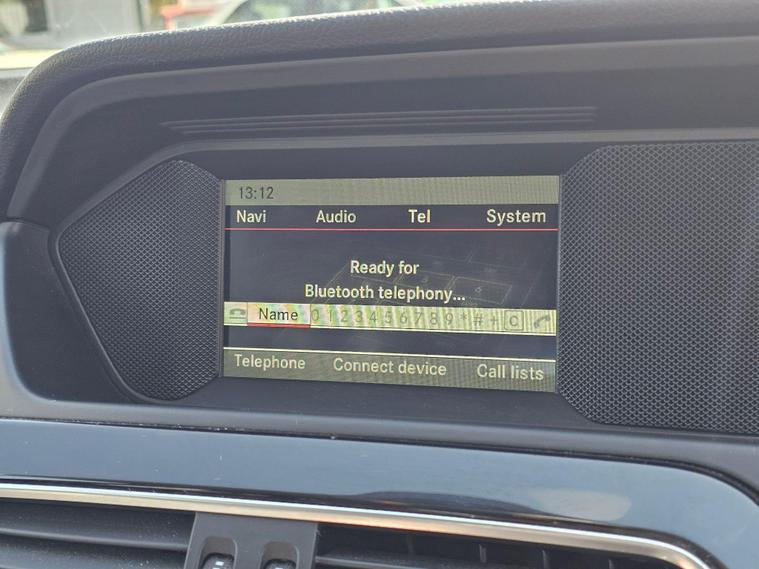 13:12
Navi Audio Tel System
Ready for
Bluetooth telephony...
Name 0 1 2 3 4 5 6 7 8 9 * # + C
Telephone Connect device Call lists